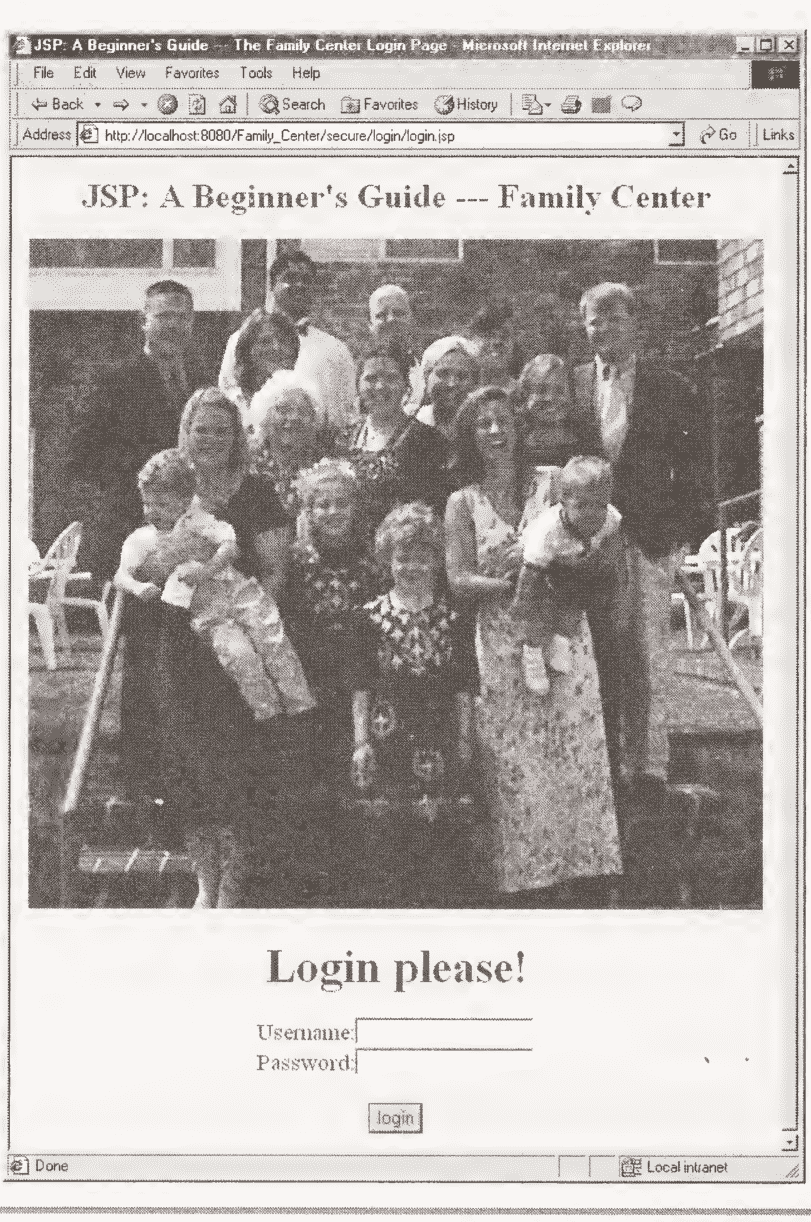 JSP: A Beginner's Guide --- The Family Center Login Page - Microsoft Internet Explorer
File Edit View Favorites Tools Help
Back Search Favorites History
Address http://localhost:8080/Family_Center/secure/login/login.jsp Go Links
JSP: A Beginner's Guide --- Family Center
Login please!
Username:
Password:
login
Done Local intranet